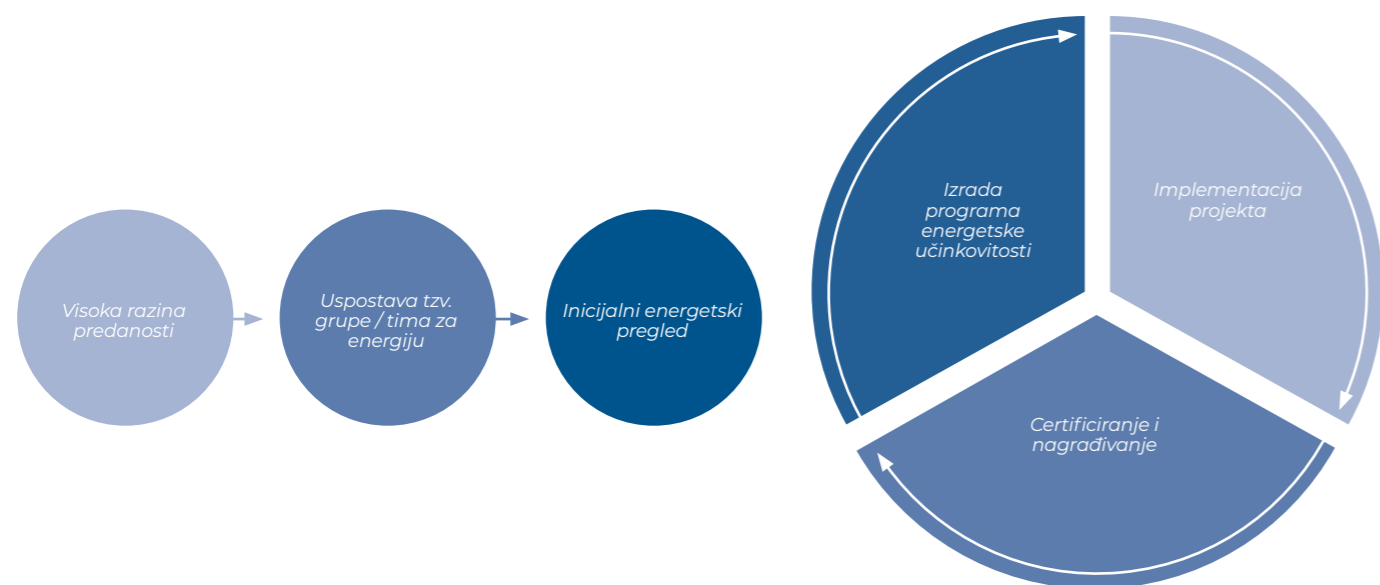 Visoka razina
predanosti
Uspostava tzv.
grupe / tima za
energiju
Inicijalni energetski
pregled
Izrada
programa
energetske
učinkovitosti
Implementacija
projekta
Certificiranje i
nagrađivanje